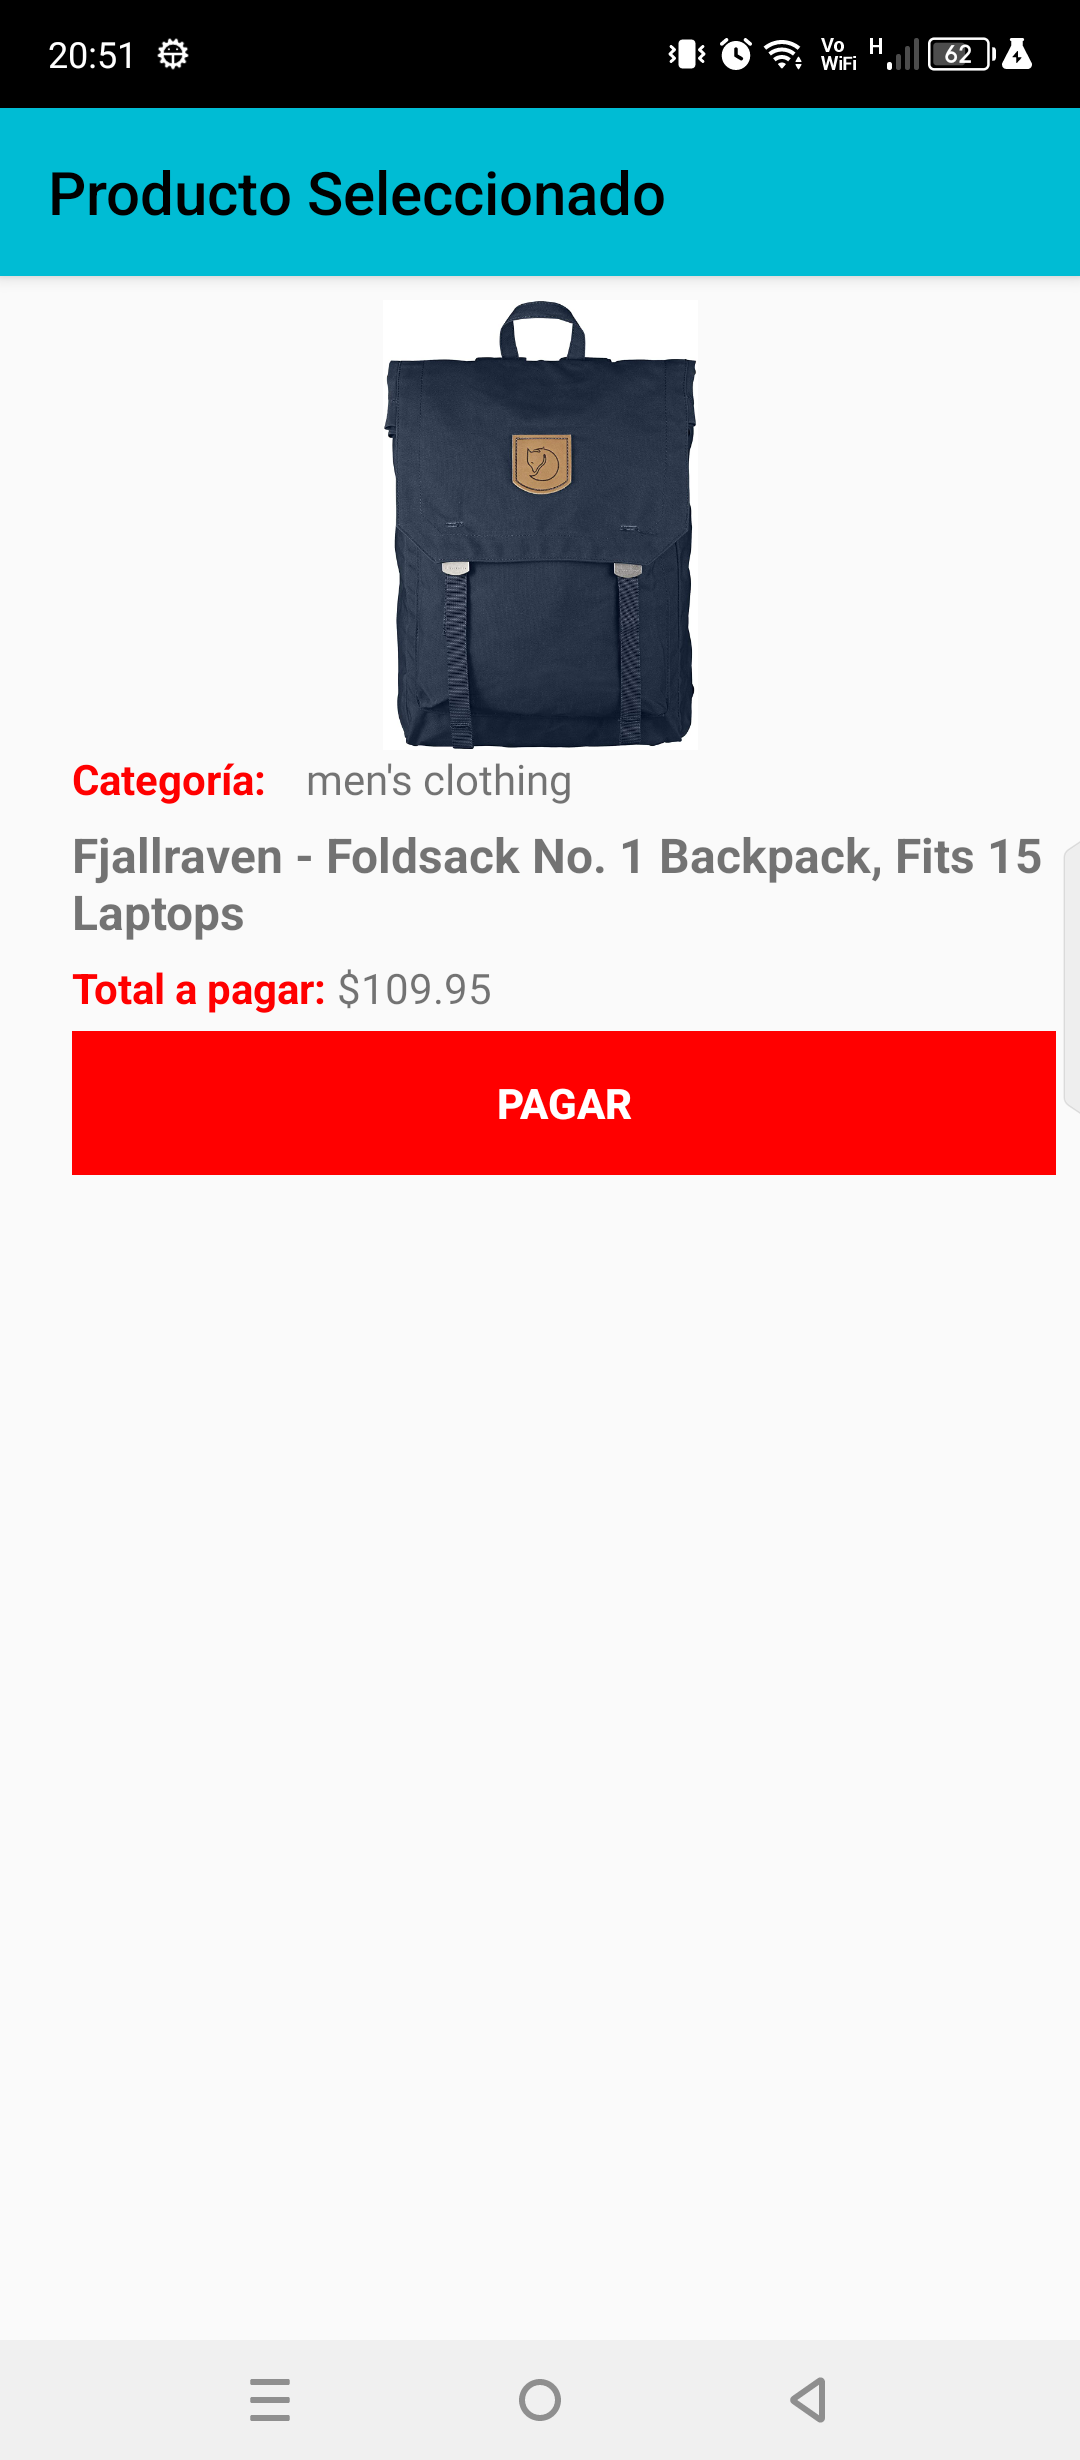 20:51
Vo
WiFi
H
62
Producto Seleccionado
Categoría: men's clothing
Fjallraven - Foldsack No. 1 Backpack, Fits 15
Laptops
Total a pagar: $109.95
PAGAR